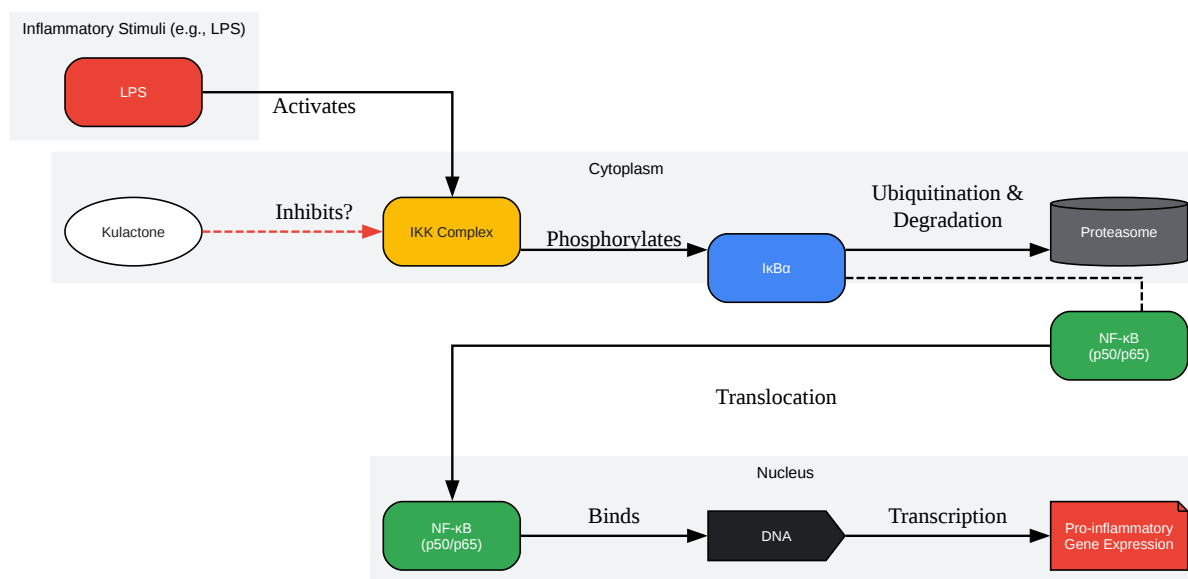 Inflammatory Stimuli (e.g., LPS)
LPS
Activates
Cytoplasm
Kulactone
Inhibits?
IKK Complex
Phosphorylates
IκBα
Ubiquitination &
Degradation
Proteasome
NF-κB
(p50/p65)
Translocation
Nucleus
NF-κB
(p50/p65)
Binds
DNA
Transcription
Pro-inflammatory
Gene Expression